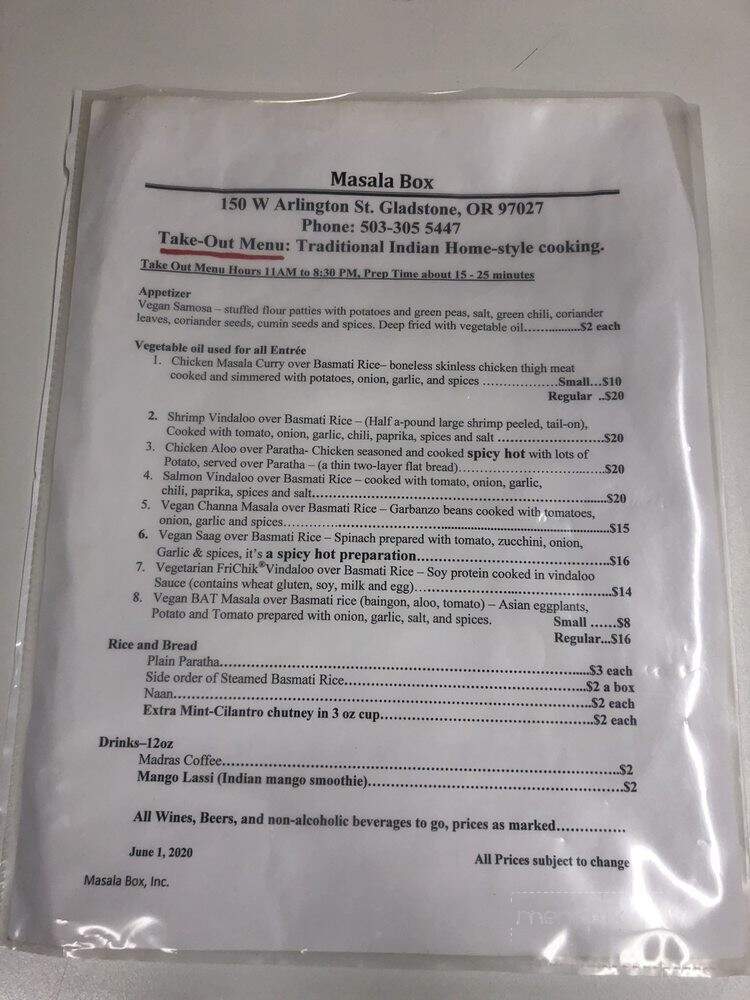 Masala Box
150 W Arlington St. Gladstone, OR 97027
Phone: 503-305 5447
Take-Out Menu: Traditional Indian Home-style cooking.
Take Out Menu Hours 11AM to 8:30 PM, Prep Time about 15 - 25 minutes
Appetizer
Vegan Samosa – stuffed flour patties with potatoes and green peas, salt, green chili, coriander
leaves, coriander seeds, cumin seeds and spices. Deep fried with vegetable oil..............$2 each
Vegetable oil used for all Entrée
1. Chicken Masala Curry over Basmati Rice– boneless skinless chicken thigh meat
cooked and simmered with potatoes, onion, garlic, and spices ..................Small...$10
Regular ..$20
2. Shrimp Vindaloo over Basmati Rice – (Half a-pound large shrimp peeled, tail-on),
Cooked with tomato, onion, garlic, chili, paprika, spices and salt .........................$20
3. Chicken Aloo over Paratha- Chicken seasoned and cooked spicy hot with lots of
Potato, served over Paratha – (a thin two-layer flat bread)...................................$20
4. Salmon Vindaloo over Basmati Rice – cooked with tomato, onion, garlic,
chili, paprika, spices and salt......................................................................$20
5. Vegan Channa Masala over Basmati Rice – Garbanzo beans cooked with tomatoes,
onion, garlic and spices..............................................................................$15
6. Vegan Saag over Basmati Rice – Spinach prepared with tomato, zucchini, onion,
Garlic & spices, it's a spicy hot preparation..............................................$16
7. Vegetarian FriChik®Vindaloo over Basmati Rice – Soy protein cooked in vindaloo
Sauce (contains wheat gluten, soy, milk and egg)..............................................$14
8. Vegan BAT Masala over Basmati rice (baingon, aloo, tomato) – Asian eggplants,
Potato and Tomato prepared with onion, garlic, salt, and spices. Small ......$8
Regular...$16
Rice and Bread
Plain Paratha..............................................................................................$3 each
Side order of Steamed Basmati Rice............................................................$2 a box
Naan..........................................................................................................$2 each
Extra Mint-Cilantro chutney in 3 oz cup.....................................................$2 each
Drinks–12oz
Madras Coffee..................................................................................................$2
Mango Lassi (Indian mango smoothie)................................................................$2
All Wines, Beers, and non-alcoholic beverages to go, prices as marked...............
June 1, 2020
All Prices subject to change
Masala Box, Inc.